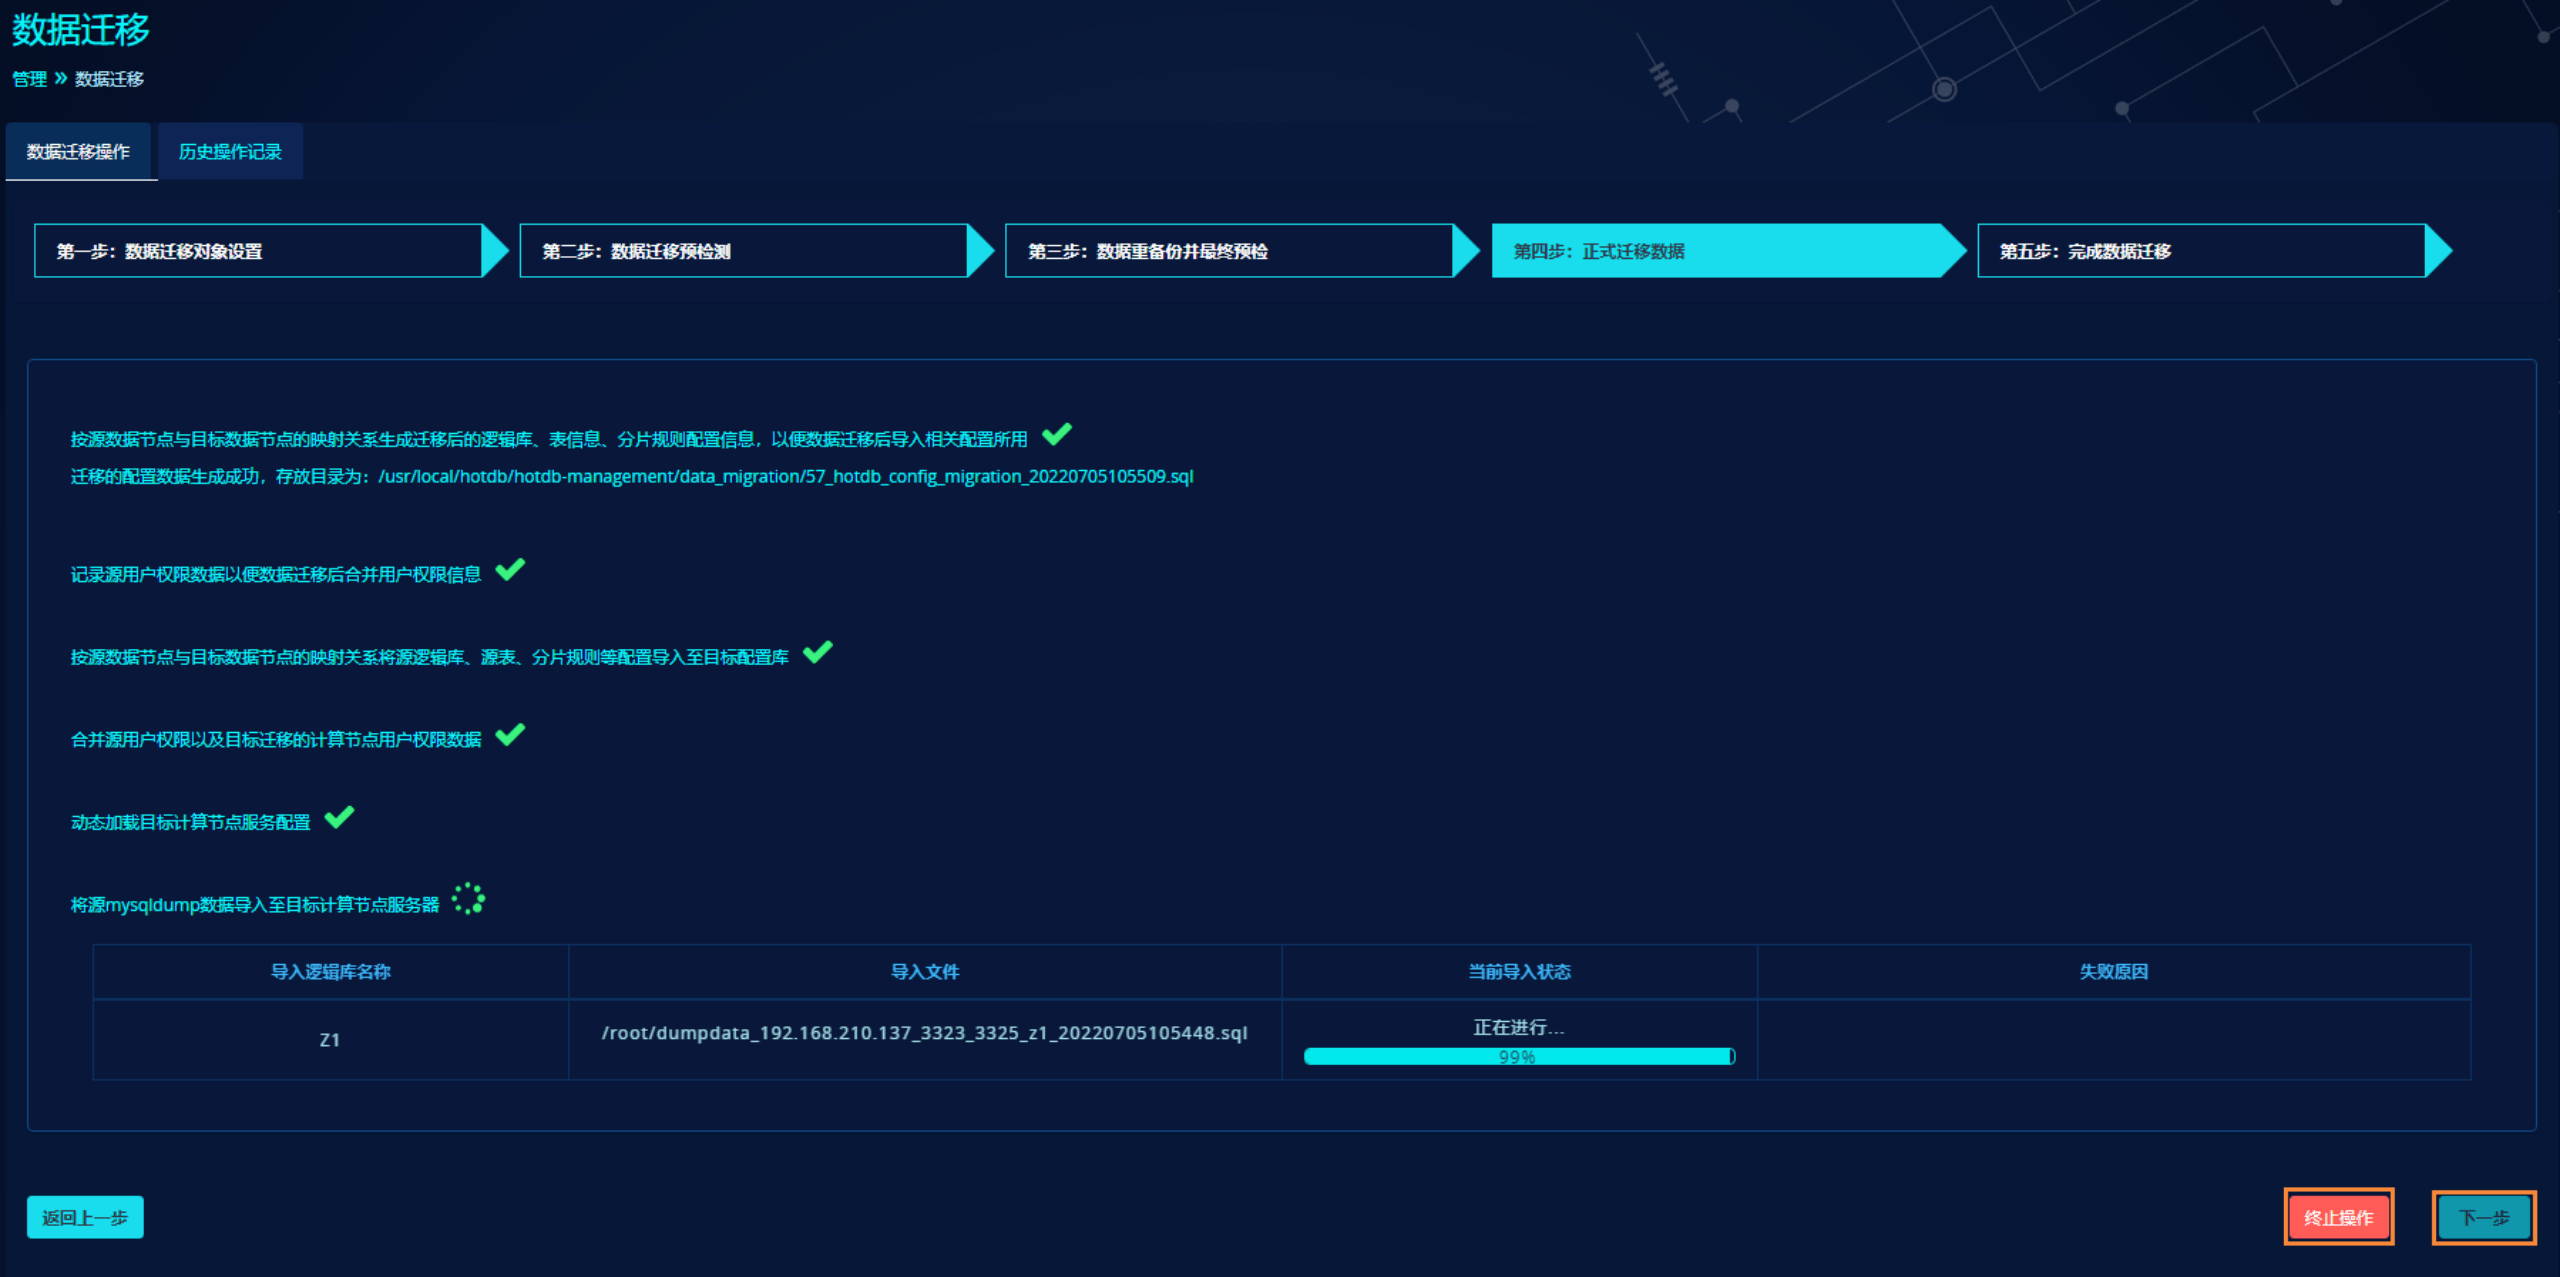 数据迁移
管理 » 数据迁移
数据迁移操作 历史操作记录
第一步：数据迁移对象设置 第二步：数据迁移预检测 第三步：数据重备份并最终预检 第四步：正式迁移数据 第五步：完成数据迁移
按源数据节点与目标数据节点的映射关系生成迁移后的逻辑库、表信息、分片规则配置信息，以便数据迁移后导入相关配置所用
迁移的配置数据生成成功，存放目录为：/usr/local/hotdb/hotdb-management/data_migration/57_hotdb_config_migration_20220705105509.sql
记录源用户权限数据以便数据迁移后合并用户权限信息
按源数据节点与目标数据节点的映射关系将源逻辑库、源表、分片规则等配置导入至目标配置库
合并源用户权限以及目标迁移的计算节点用户权限数据
动态加载目标计算节点服务配置
将源mysqldump数据导入至目标计算节点服务器
导入逻辑库名称 导入文件 当前导入状态 失败原因
Z1 /root/dumpdata_192.168.210.137_3323_3325_z1_20220705105448.sql 正在进行...
99%
返回上一步 终止操作 下一步